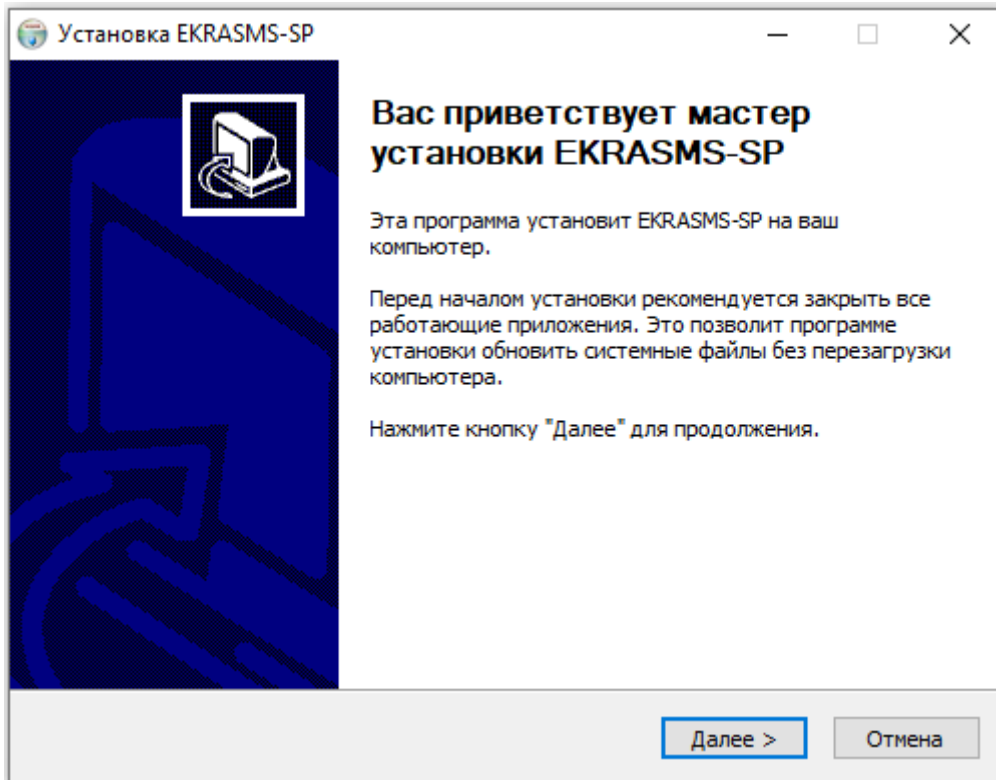 Установка EKRASMS-SP
Вас приветствует мастер
установки EKRASMS-SP
Эта программа установит EKRASMS-SP на ваш
компьютер.
Перед началом установки рекомендуется закрыть все
работающие приложения. Это позволит программе
установки обновить системные файлы без перезагрузки
компьютера.
Нажмите кнопку "Далее" для продолжения.
Далее >
Отмена